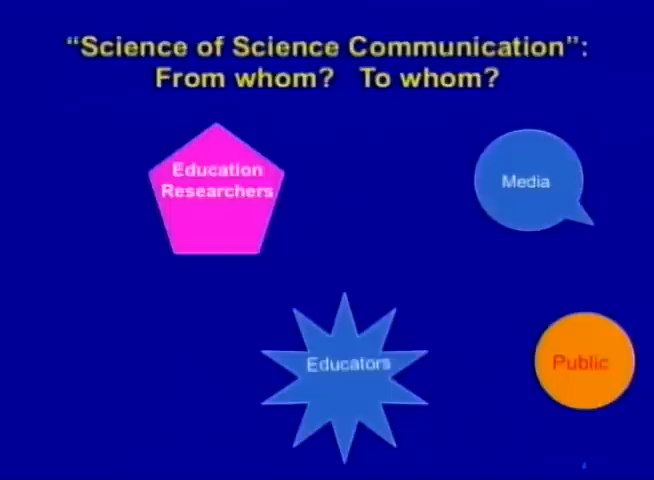 “Science of Science Communication”:
From whom? To whom?
Education
Researchers
Media
Educators
Public